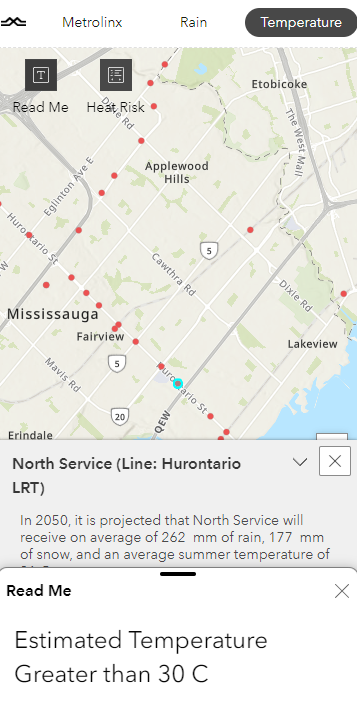 Metrolinx Rain Temperature
Read Me Heat Risk
Etobicoke
Dixie Rd
The West Mall
Applewood
Hills
Eglinton Ave E
Hurontario St
5
Cawthra Rd
Dixie Rd
Mississauga
Fairview
Lakeview
5
Mavis Rd
Hurontario St
20
QEW
Erindale
North Service (Line: Hurontario
LRT)
In 2050, it is projected that North Service will
receive on average of 262 mm of rain, 177 mm
of snow, and an average summer temperature of
Read Me
Estimated Temperature
Greater than 30 C